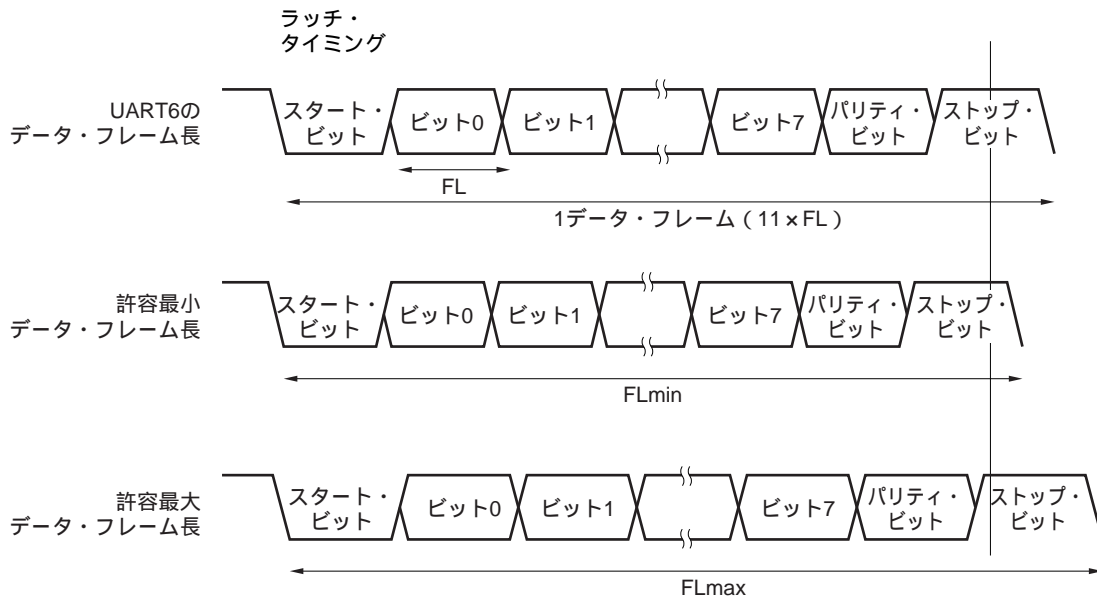 ラッチ・
タイミング
UART6の
データ・フレーム長
スタート・
ビット
ビット0
ビット1
ビット7
パリティ・
ビット
ストップ・
ビット
FL
1データ・フレーム（11×FL）
許容最小
データ・フレーム長
スタート・
ビット
ビット0
ビット1
ビット7
パリティ・
ビット
ストップ・
ビット
FLmin
許容最大
データ・フレーム長
スタート・
ビット
ビット0
ビット1
ビット7
パリティ・
ビット
ストップ・
ビット
FLmax